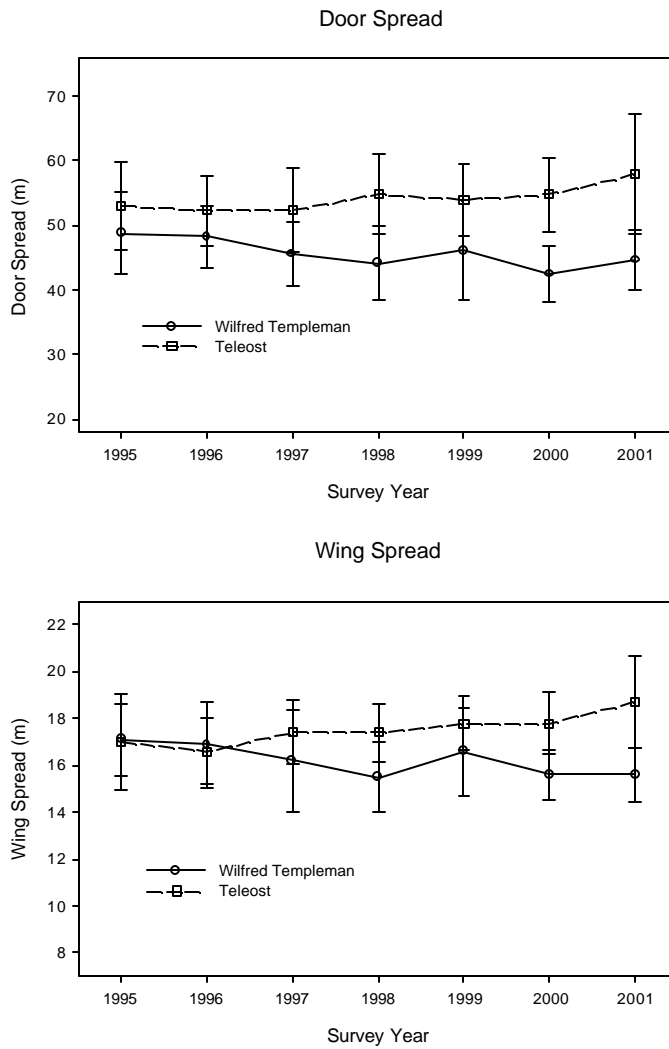 Door Spread
70
60
50
40
30
20
Door Spread (m)
Wilfred Templeman
Teleost
1995 1996 1997 1998 1999 2000 2001
Survey Year
Wing Spread
22
20
18
16
14
12
10
8
Wing Spread (m)
Wilfred Templeman
Teleost
1995 1996 1997 1998 1999 2000 2001
Survey Year